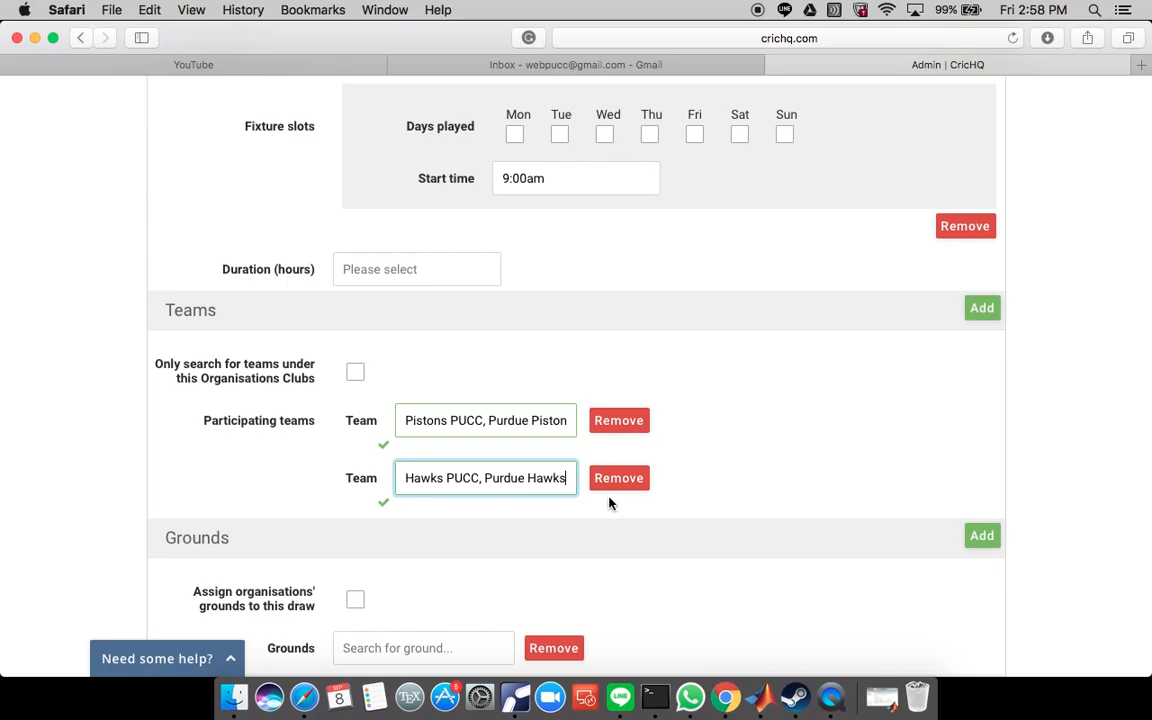 Safari File Edit View History Bookmarks Window Help 99% Fri 2:58 PM
crichq.com
YouTube Inbox - webpucc@gmail.com - Gmail Admin | CricHQ
Mon Tue Wed Thu Fri Sat Sun
Fixture slots Days played
Start time 9:00am
Remove
Duration (hours) Please select
Teams Add
Only search for teams under
this Organisations Clubs
Participating teams Team Pistons PUCC, Purdue Piston Remove
Team Hawks PUCC, Purdue Hawks Remove
Grounds Add
Assign organisations'
grounds to this draw
Grounds Search for ground... Remove
Need some help?
SEP
8
TEX
6